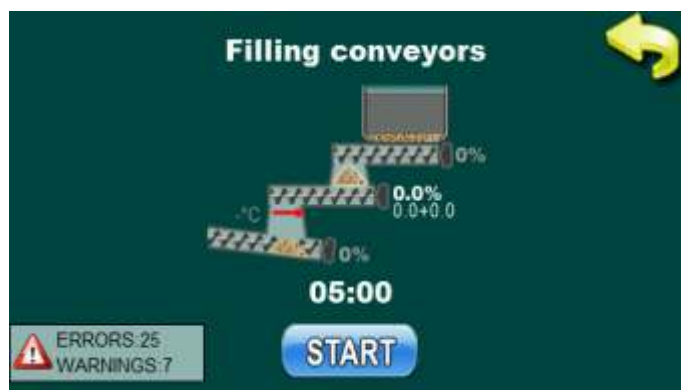 Filling conveyors
0%
0.0%
-°C
0.0+0.0
0%
05:00
ERRORS:25
WARNINGS:7
START